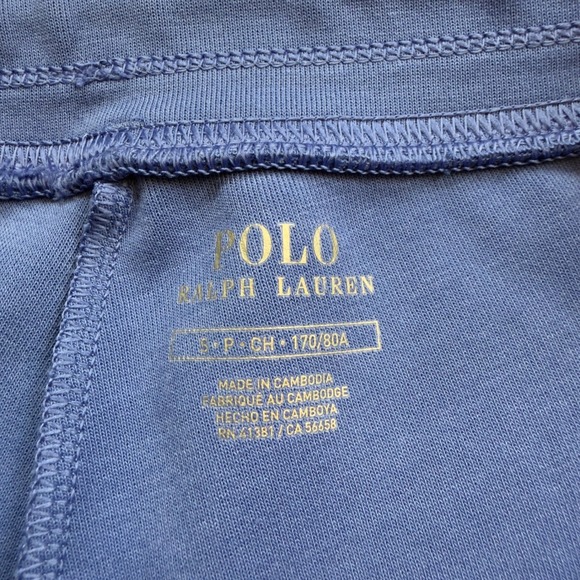 POLO
RALPH LAUREN
S • P • CH • 170/80A
MADE IN CAMBODIA
FABRIQUÉ AU CAMBODGE
HECHO EN CAMBOYA
RN 41381 / CA 56658